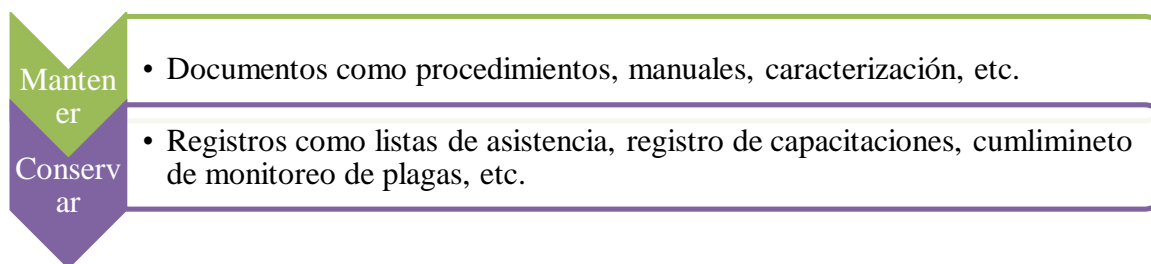 Manten
er
• Documentos como procedimientos, manuales, caracterización, etc.
Conserv
ar
• Registros como listas de asistencia, registro de capacitaciones, cumlimineto
de monitoreo de plagas, etc.